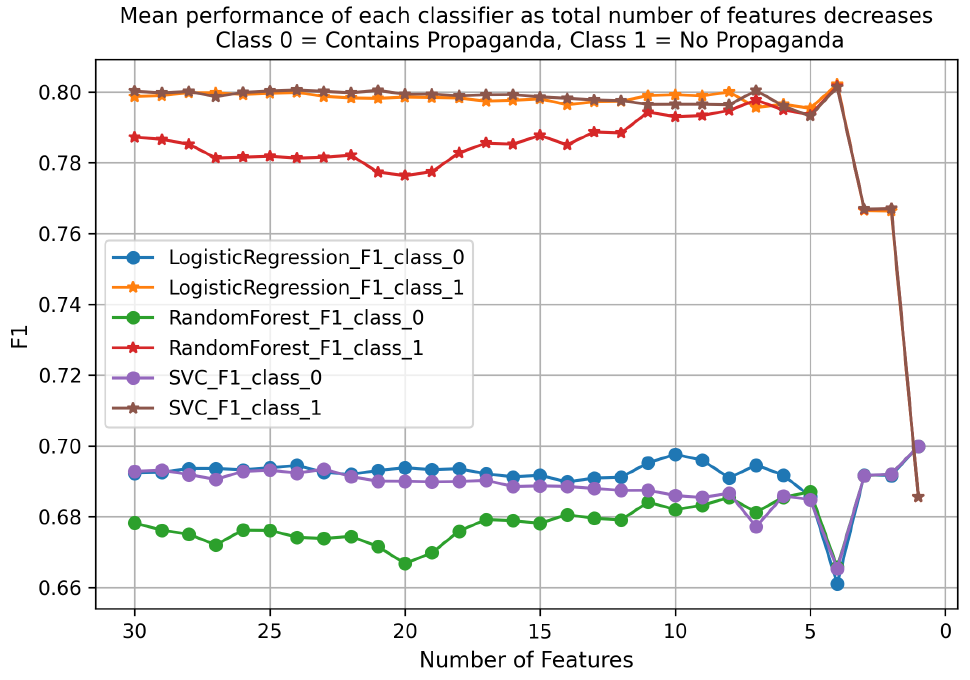 Mean performance of each classifier as total number of features decreases
Class 0 = Contains Propaganda, Class 1 = No Propaganda
0.80
0.78
0.76
0.74
0.72
0.70
0.68
0.66
F1
LogisticRegression_F1_class_0
LogisticRegression_F1_class_1
RandomForest_F1_class_0
RandomForest_F1_class_1
SVC_F1_class_0
SVC_F1_class_1
30 25 20 15 10 5 0
Number of Features